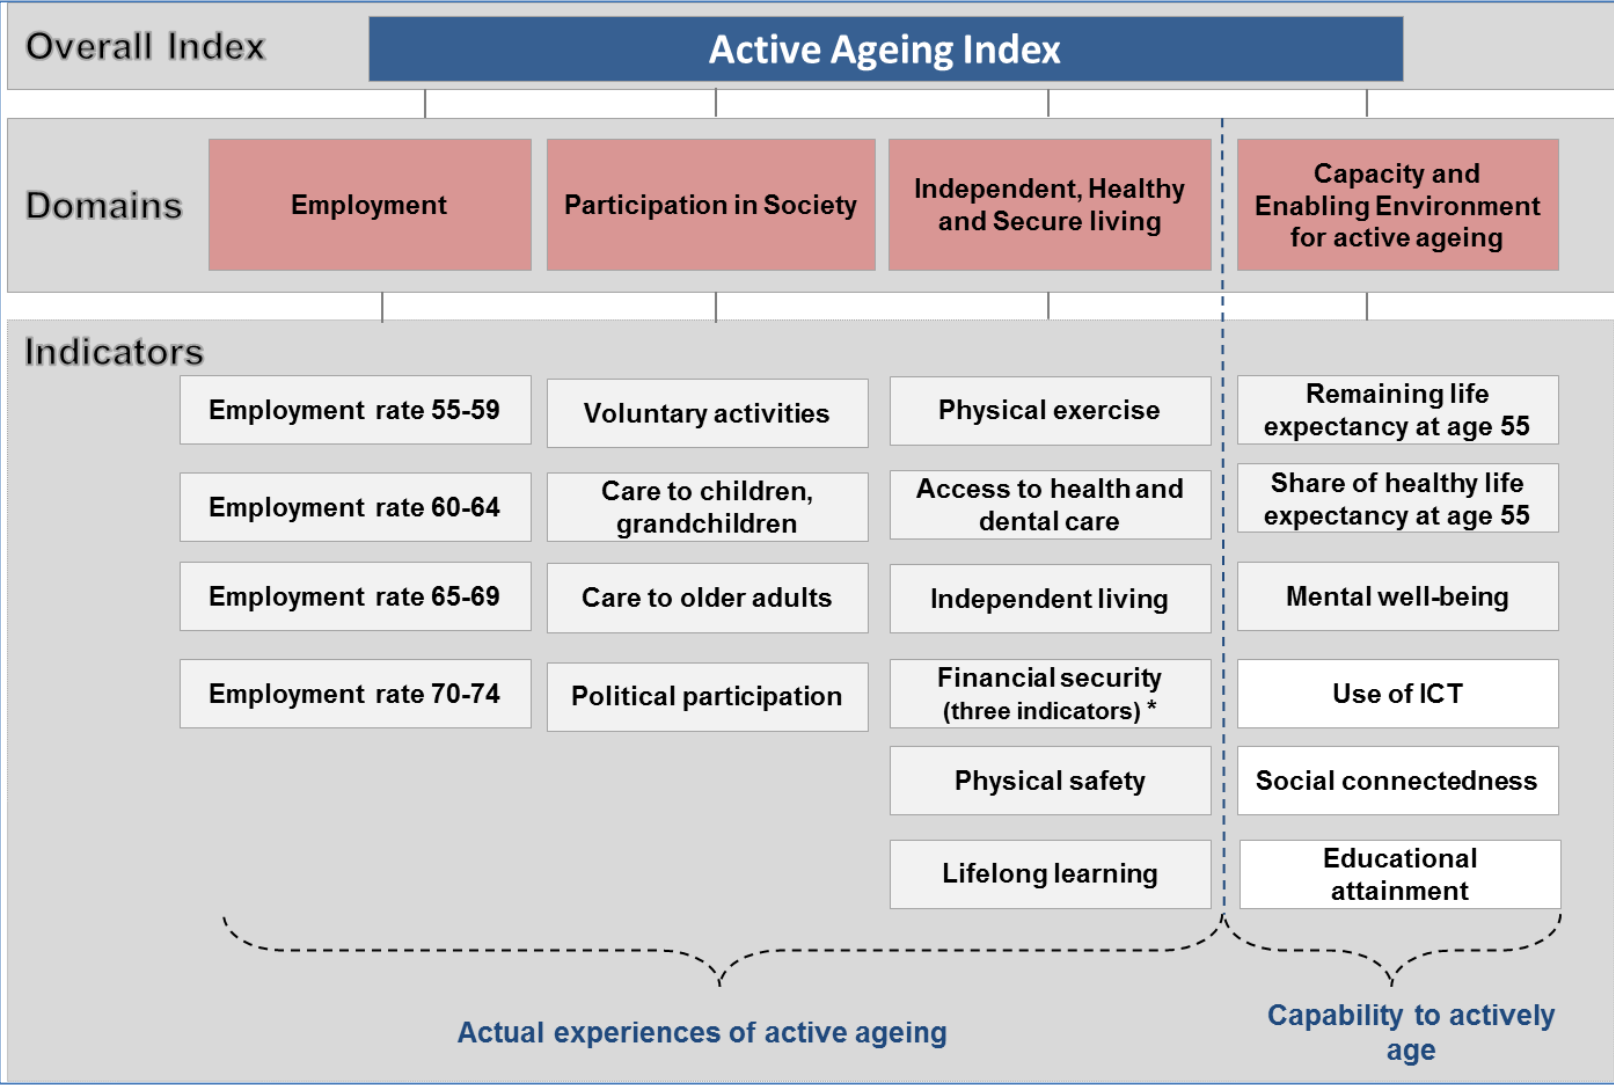 Overall Index
Active Ageing Index
Domains
Employment
Participation in Society
Independent, Healthy
and Secure living
Capacity and
Enabling Environment
for active ageing
Indicators
Employment rate 55-59
Employment rate 60-64
Employment rate 65-69
Employment rate 70-74
Voluntary activities
Care to children,
grandchildren
Care to older adults
Political participation
Physical exercise
Access to health and
dental care
Independent living
Financial security
(three indicators) *
Physical safety
Lifelong learning
Remaining life
expectancy at age 55
Share of healthy life
expectancy at age 55
Mental well-being
Use of ICT
Social connectedness
Educational
attainment
Actual experiences of active ageing
Capability to actively
age